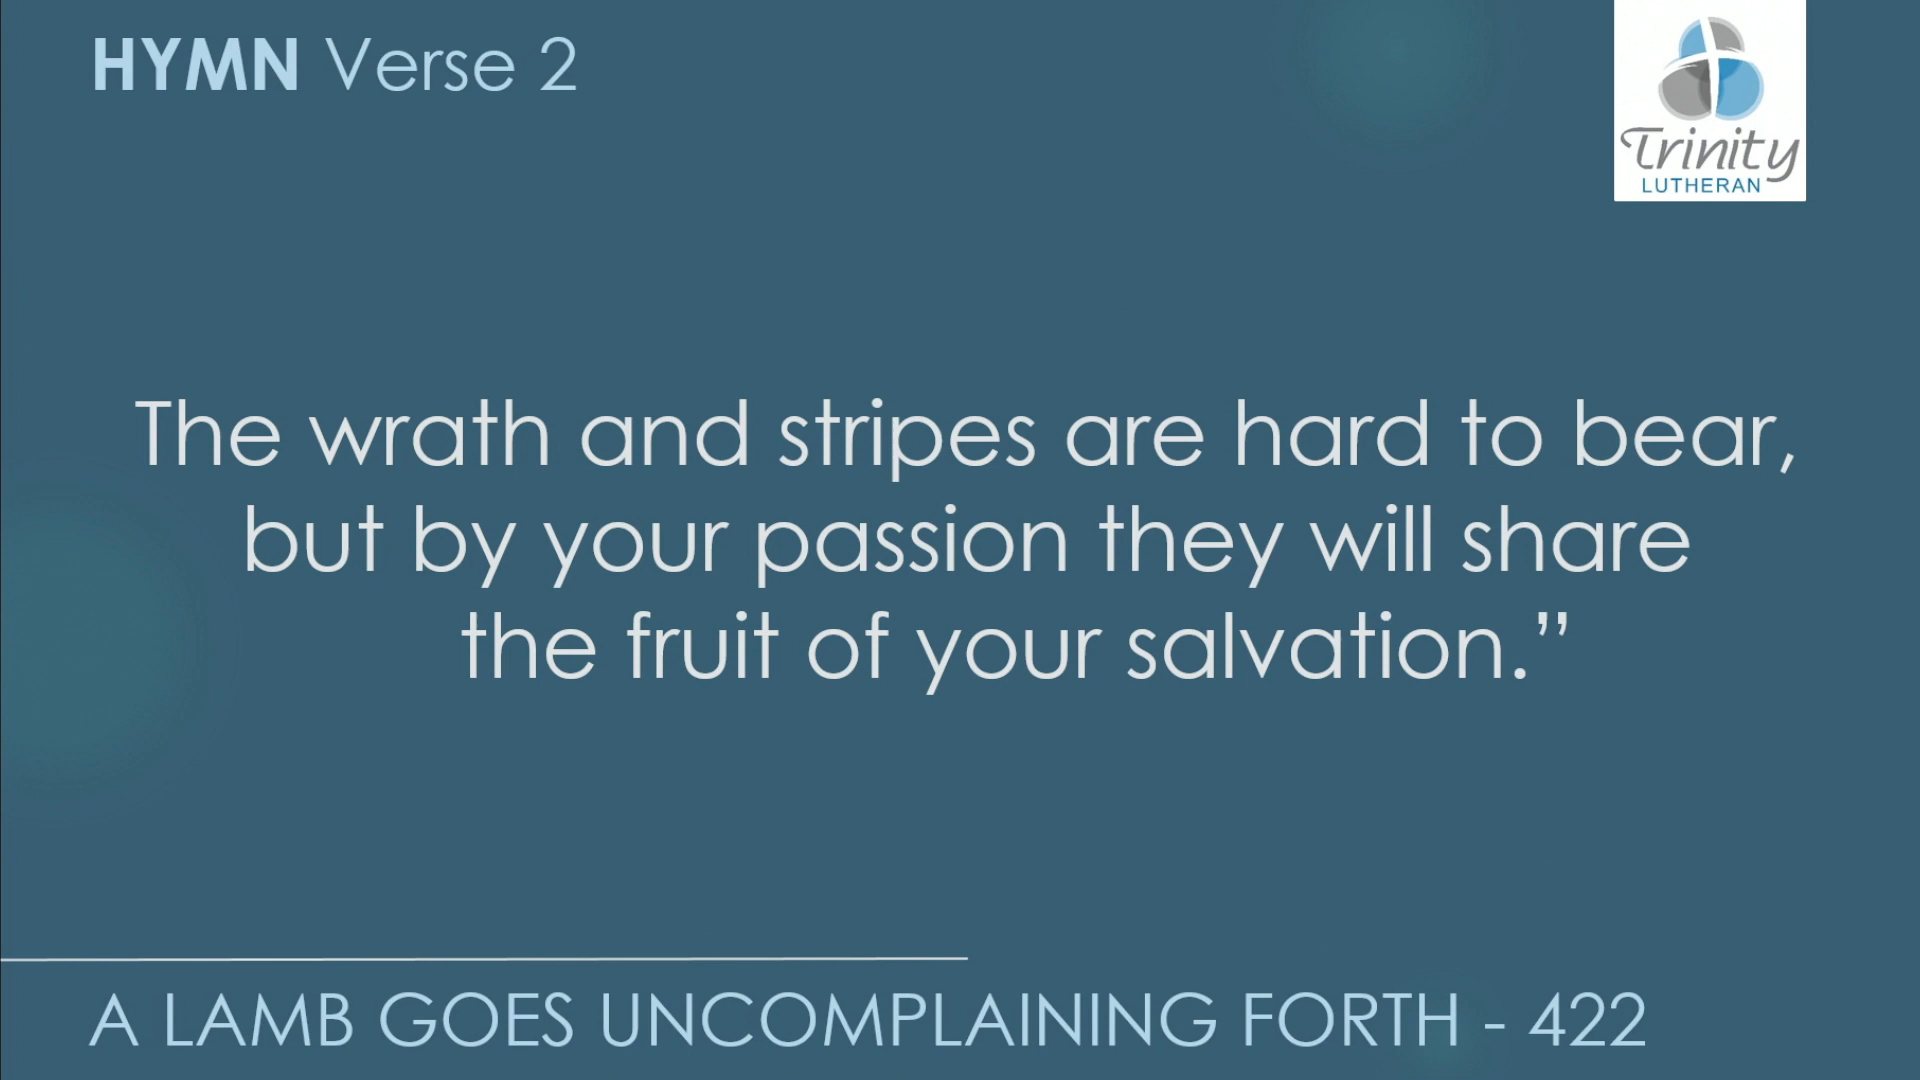 HYMN Verse 2
Trinity
LUTHERAN
The wrath and stripes are hard to bear,
but by your passion they will share
the fruit of your salvation.”
A LAMB GOES UNCOMPLAINING FORTH - 422